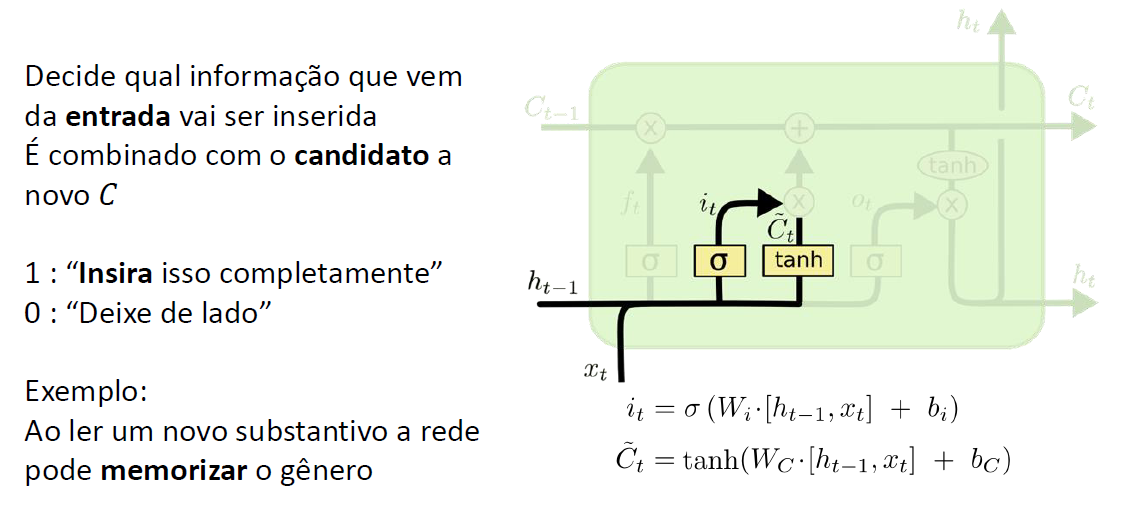 Decide qual informação que vem
da entrada vai ser inserida
É combinado com o candidato a
novo C
1 : “Insira isso completamente”
0 : “Deixe de lado”
Exemplo:
Ao ler um novo substantivo a rede
pode memorizar o gênero
h_t
C_{t-1}
C_t
x
+
tanh
f_t
i_t
x
o_t
x
C̃_t
σ
σ
tanh
σ
h_{t-1}
h_t
x_t
i_t = σ (W_i·[h_{t-1}, x_t] + b_i)
C̃_t = tanh(W_C·[h_{t-1}, x_t] + b_C)